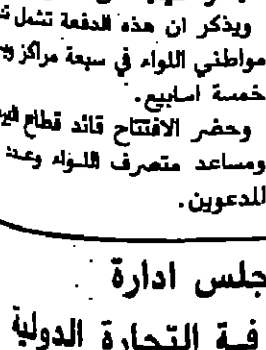 ويذكر ان هذه الدفعة تشمل
مواطني اللواء في سبعة مراكز
خمسة اسابيع.
وحضر الافتتاح قائد قطاع
ومساعد متصرف اللواء وعدد
للدعوين.
جلس ادارة
فة التجارة الدولية